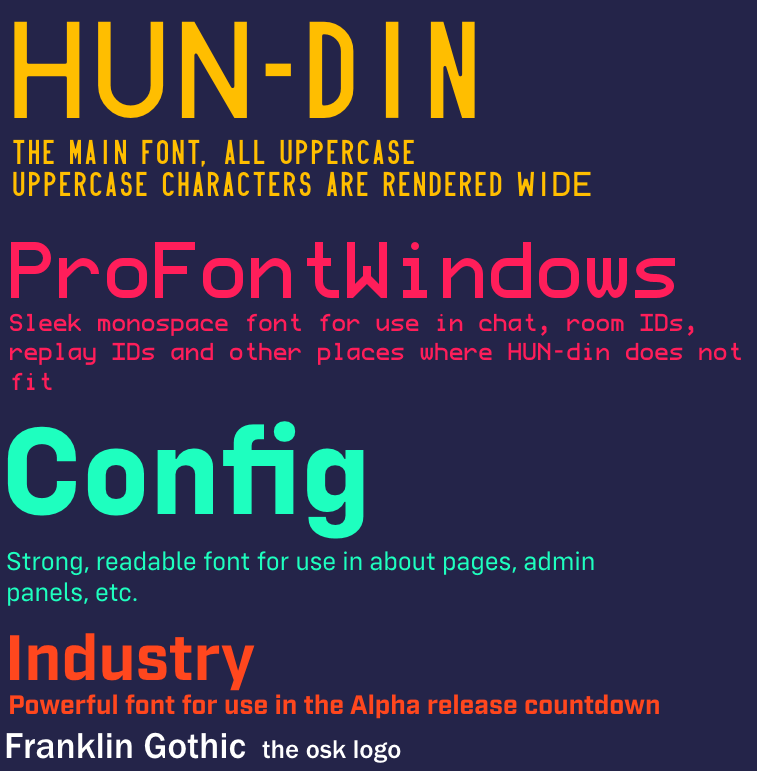 HUN-DIN
THE MAIN FONT, ALL UPPERCASE
UPPERCASE CHARACTERS ARE RENDERED WIDE
ProFontWindows
Sleek monospace font for use in chat, room IDs,
replay IDs and other places where HUN-din does not
fit
Config
Strong, readable font for use in about pages, admin
panels, etc.
Industry
Powerful font for use in the Alpha release countdown
Franklin Gothic the osk logo